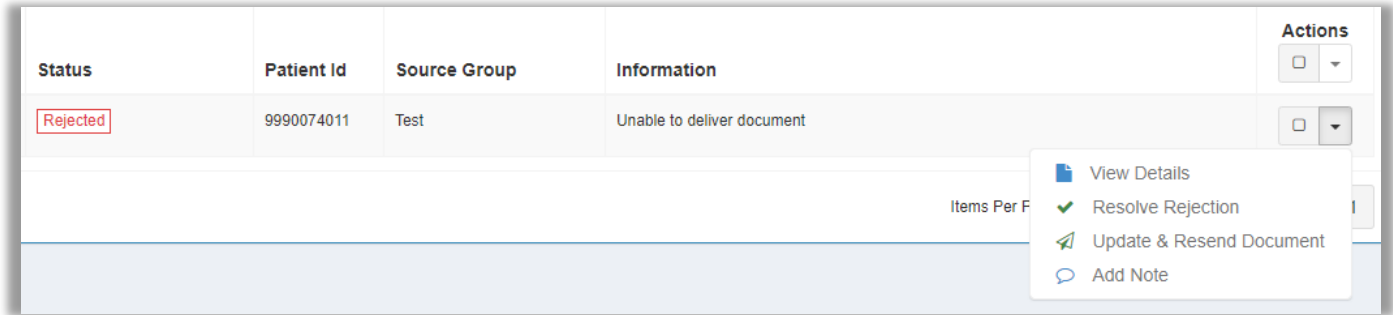 Actions
Status Patient Id Source Group Information
Rejected 9990074011 Test Unable to deliver document
View Details
Items Per
Resolve Rejection
Update & Resend Document
Add Note